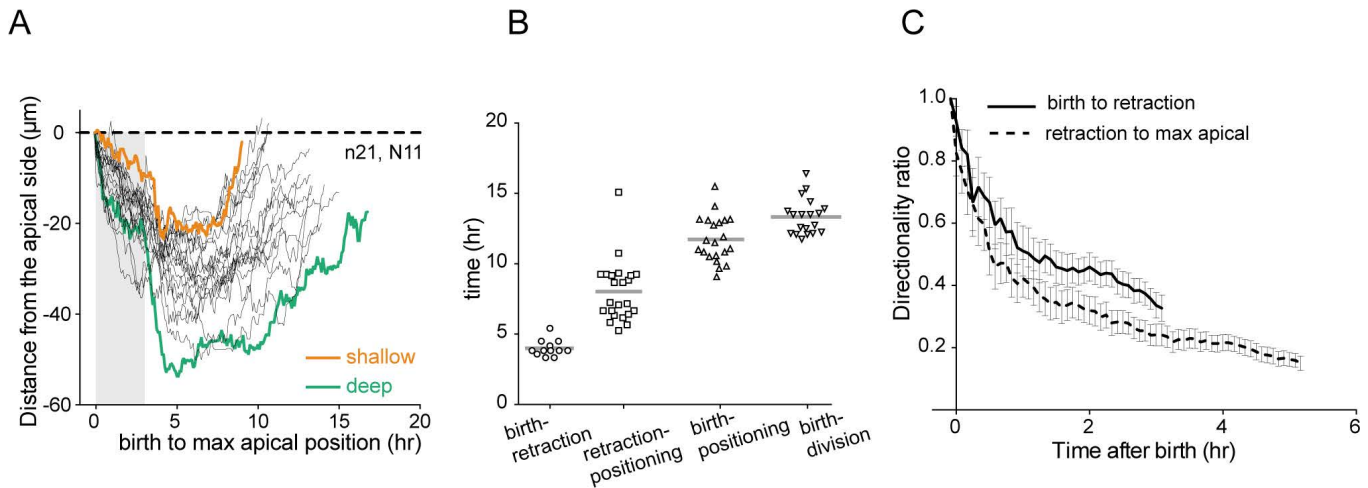 A
Distance from the apical side (µm)
0
-20
-40
-60
n21, N11
shallow
deep
0
5
10
15
20
birth to max apical position (hr)
B
time (hr)
20
15
10
5
0
birth-
retraction
retraction-
positioning
birth-
positioning
birth-
division
C
Directionality ratio
1.0
0.8
0.6
0.4
0.2
birth to retraction
retraction to max apical
0
2
4
6
Time after birth (hr)